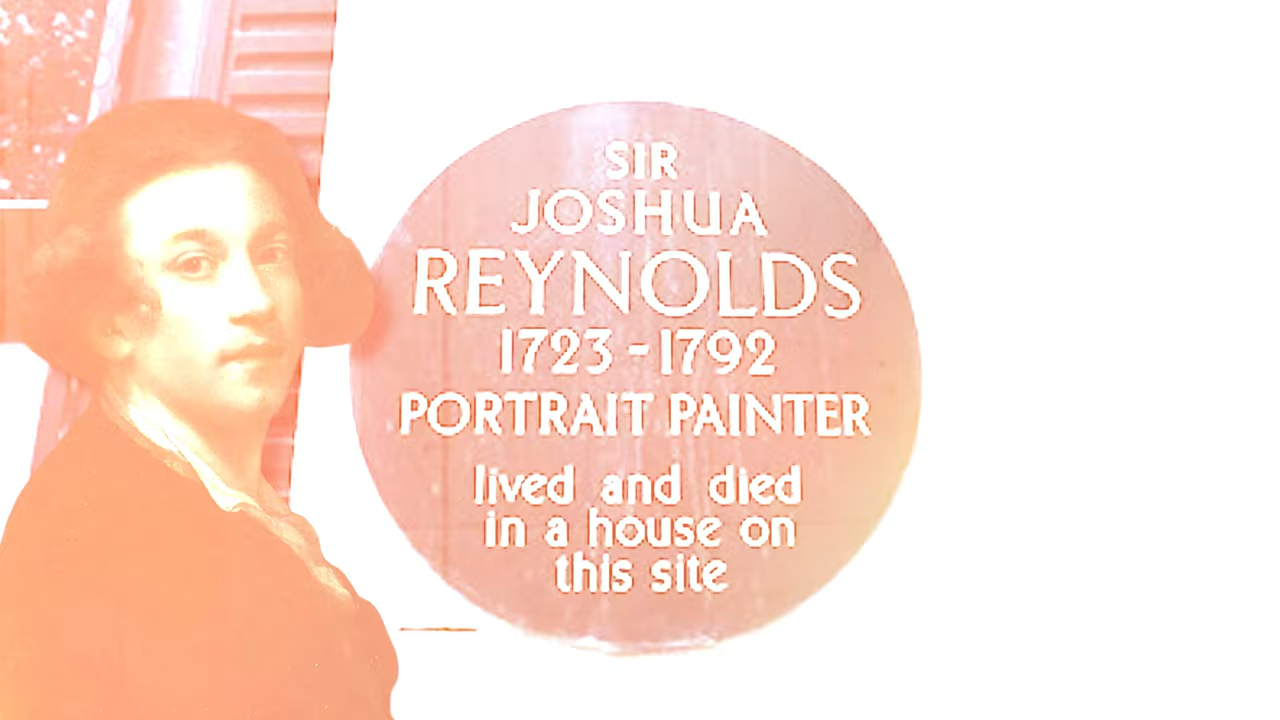 SIR
JOSHUA
REYNOLDS
1723-1792
PORTRAIT PAINTER
lived and died
in a house on
this site